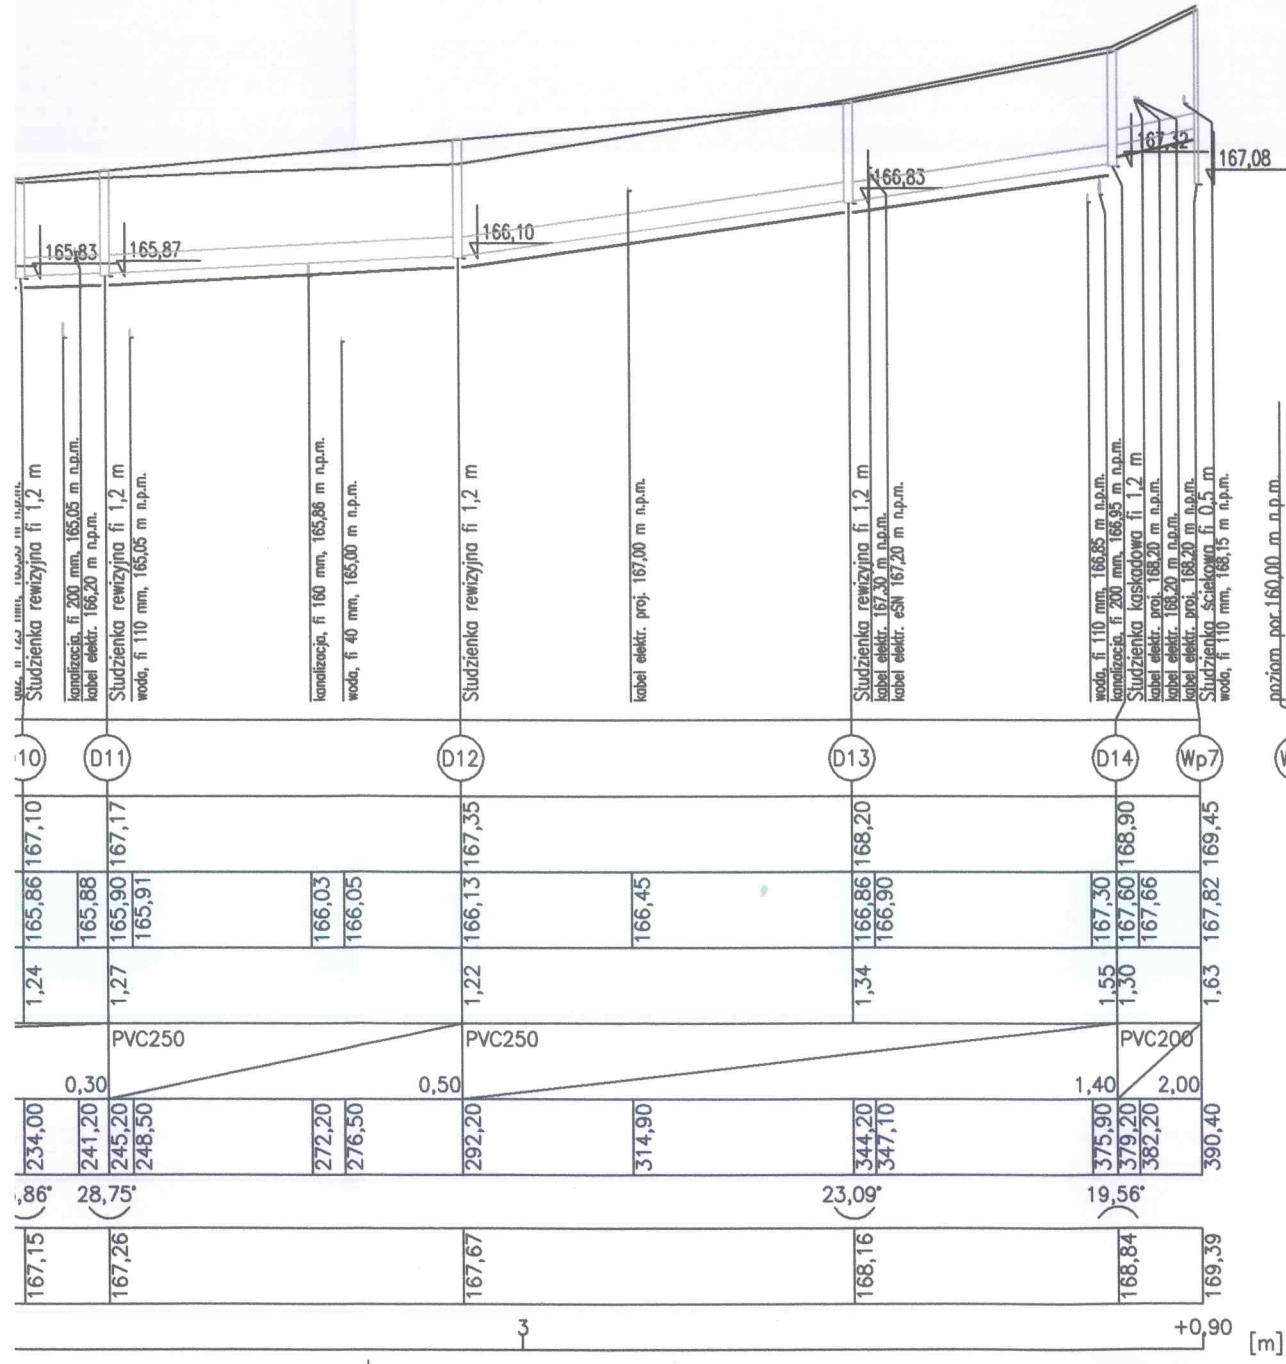 165,83
165,87
166,10
166,83
167,32
167,08
Studzienka rewizyjna fi 1,2 m
kanalizacja, fi 200 mm, 165,05 m n.p.m.
kabel elektr. 166,20 m n.p.m.
Studzienka rewizyjna fi 1,2 m
woda, fi 110 mm, 165,05 m n.p.m.
kanalizacja, fi 160 mm, 165,86 m n.p.m.
woda, fi 40 mm, 165,00 m n.p.m.
Studzienka rewizyjna fi 1,2 m
kabel elektr. proj. 167,00 m n.p.m.
Studzienka rewizyjna fi 1,2 m
kabel elektr. 167,30 m n.p.m.
kabel elektr. eSN 167,20 m n.p.m.
woda, fi 110 mm, 166,85 m n.p.m.
kanalizacja, fi 200 mm, 166,95 m n.p.m.
Studzienka kaskadowa fi 1,2 m
kabel elektr. proj. 168,20 m n.p.m.
kabel elektr. 168,20 m n.p.m.
kabel elektr. proj. 168,20 m n.p.m.
Studzienka ściekowa fi 0,5 m
woda, fi 110 mm, 168,15 m n.p.m.
poziom por.160,00 m n.p.m.
10 D11 D12 D13 D14 Wp7
167,10 167,17 167,35 168,20 168,90 169,45
165,86 165,88 165,90 165,91 166,03 166,05 166,13 166,45 166,86 166,90 167,30 167,60 167,66 167,82
1,24 1,27 1,22 1,34 1,55 1,30 1,63
PVC250 PVC250 PVC200
0,30 0,50 1,40 2,00
234,00 241,20 245,20 248,50 272,20 276,50 292,20 314,90 344,20 347,10 375,90 379,20 382,20 390,40
,86° 28,75° 23,09° 19,56°
167,15 167,26 167,67 168,16 168,84 169,39
3 +0,90
[m]